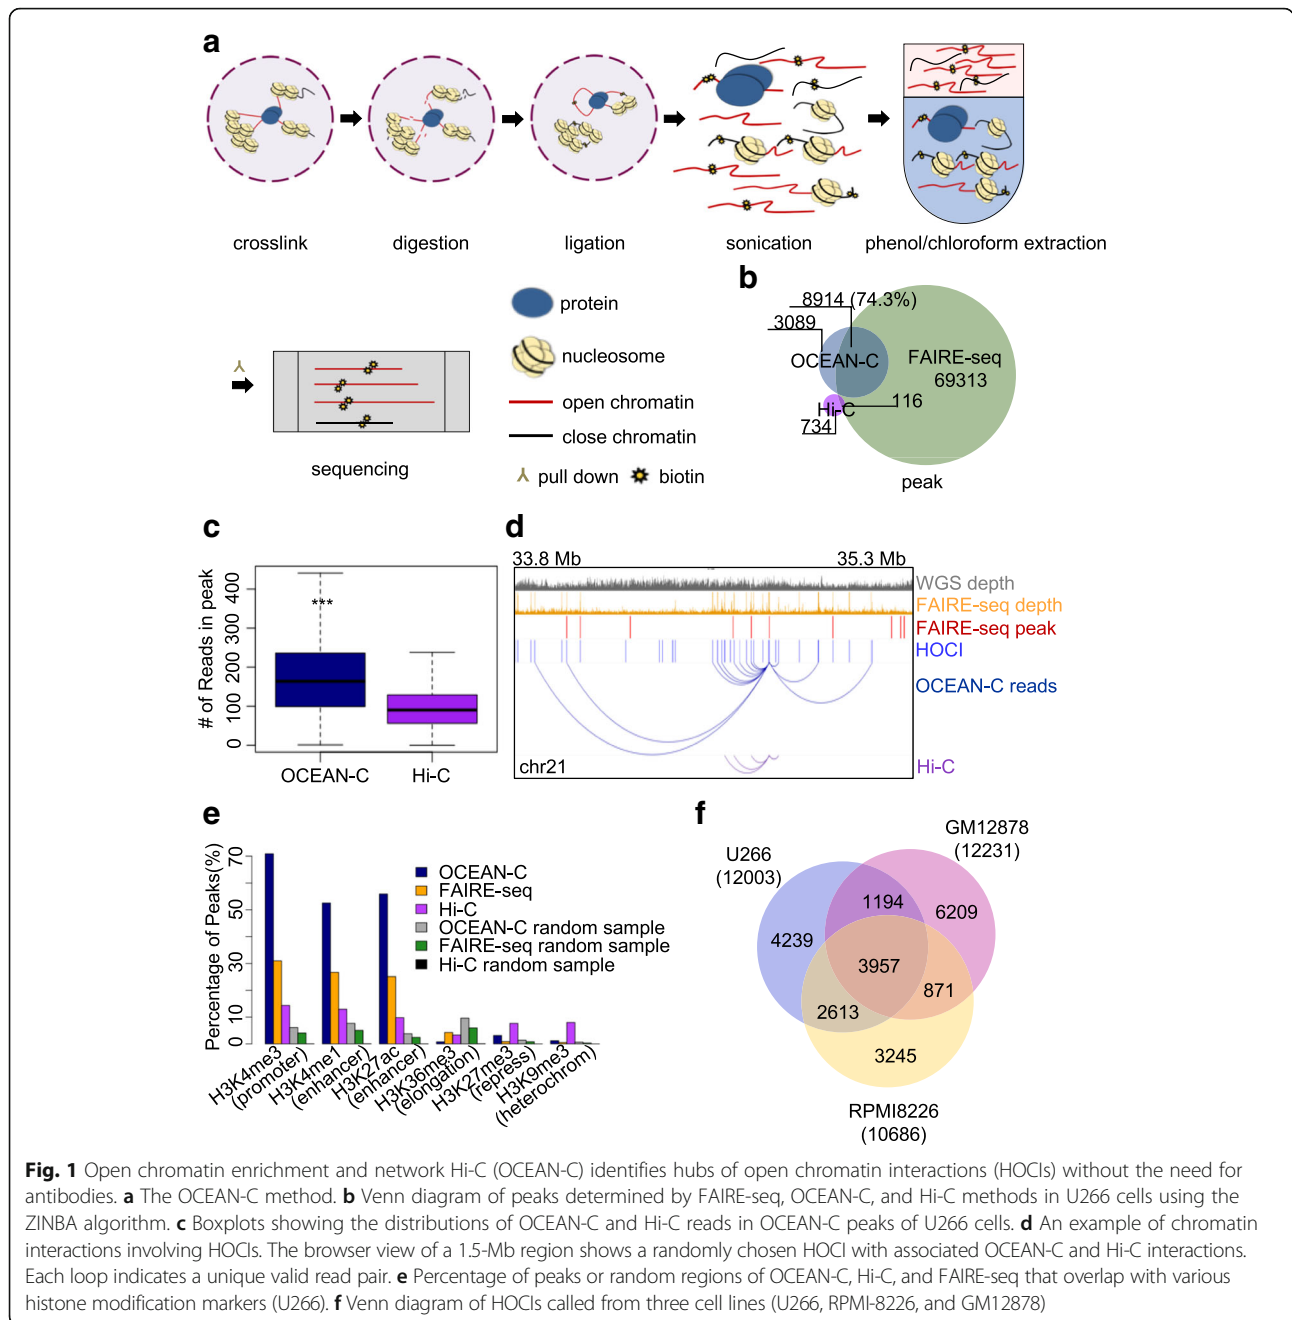 a
crosslink
digestion
ligation
sonication
phenol/chloroform extraction
protein
nucleosome
open chromatin
close chromatin
pull down
biotin
sequencing
b
8914 (74.3%)
3089
OCEAN-C
FAIRE-seq
69313
116
Hi-C
734
peak
c
# of Reads in peak
400
300
200
100
0
***
OCEAN-C
Hi-C
d
33.8 Mb
35.3 Mb
WGS depth
FAIRE-seq depth
FAIRE-seq peak
HOCI
OCEAN-C reads
Hi-C
chr21
e
Percentage of Peaks(%)
70
50
30
10
0
OCEAN-C
FAIRE-seq
Hi-C
OCEAN-C random sample
FAIRE-seq random sample
Hi-C random sample
H3K4me3
(promoter)
H3K4me1
(enhancer)
H3K27ac
(enhancer)
H3K36me3
(elongation)
H3K27me3
(repress)
H3K9me3
(heterochrom)
f
U266
(12003)
GM12878
(12231)
1194
6209
4239
3957
871
2613
3245
RPMI8226
(10686)
Fig. 1 Open chromatin enrichment and network Hi-C (OCEAN-C) identifies hubs of open chromatin interactions (HOCIs) without the need for
antibodies. a The OCEAN-C method. b Venn diagram of peaks determined by FAIRE-seq, OCEAN-C, and Hi-C methods in U266 cells using the
ZINBA algorithm. c Boxplots showing the distributions of OCEAN-C and Hi-C reads in OCEAN-C peaks of U266 cells. d An example of chromatin
interactions involving HOCIs. The browser view of a 1.5-Mb region shows a randomly chosen HOCI with associated OCEAN-C and Hi-C interactions.
Each loop indicates a unique valid read pair. e Percentage of peaks or random regions of OCEAN-C, Hi-C, and FAIRE-seq that overlap with various
histone modification markers (U266). f Venn diagram of HOCIs called from three cell lines (U266, RPMI-8226, and GM12878)